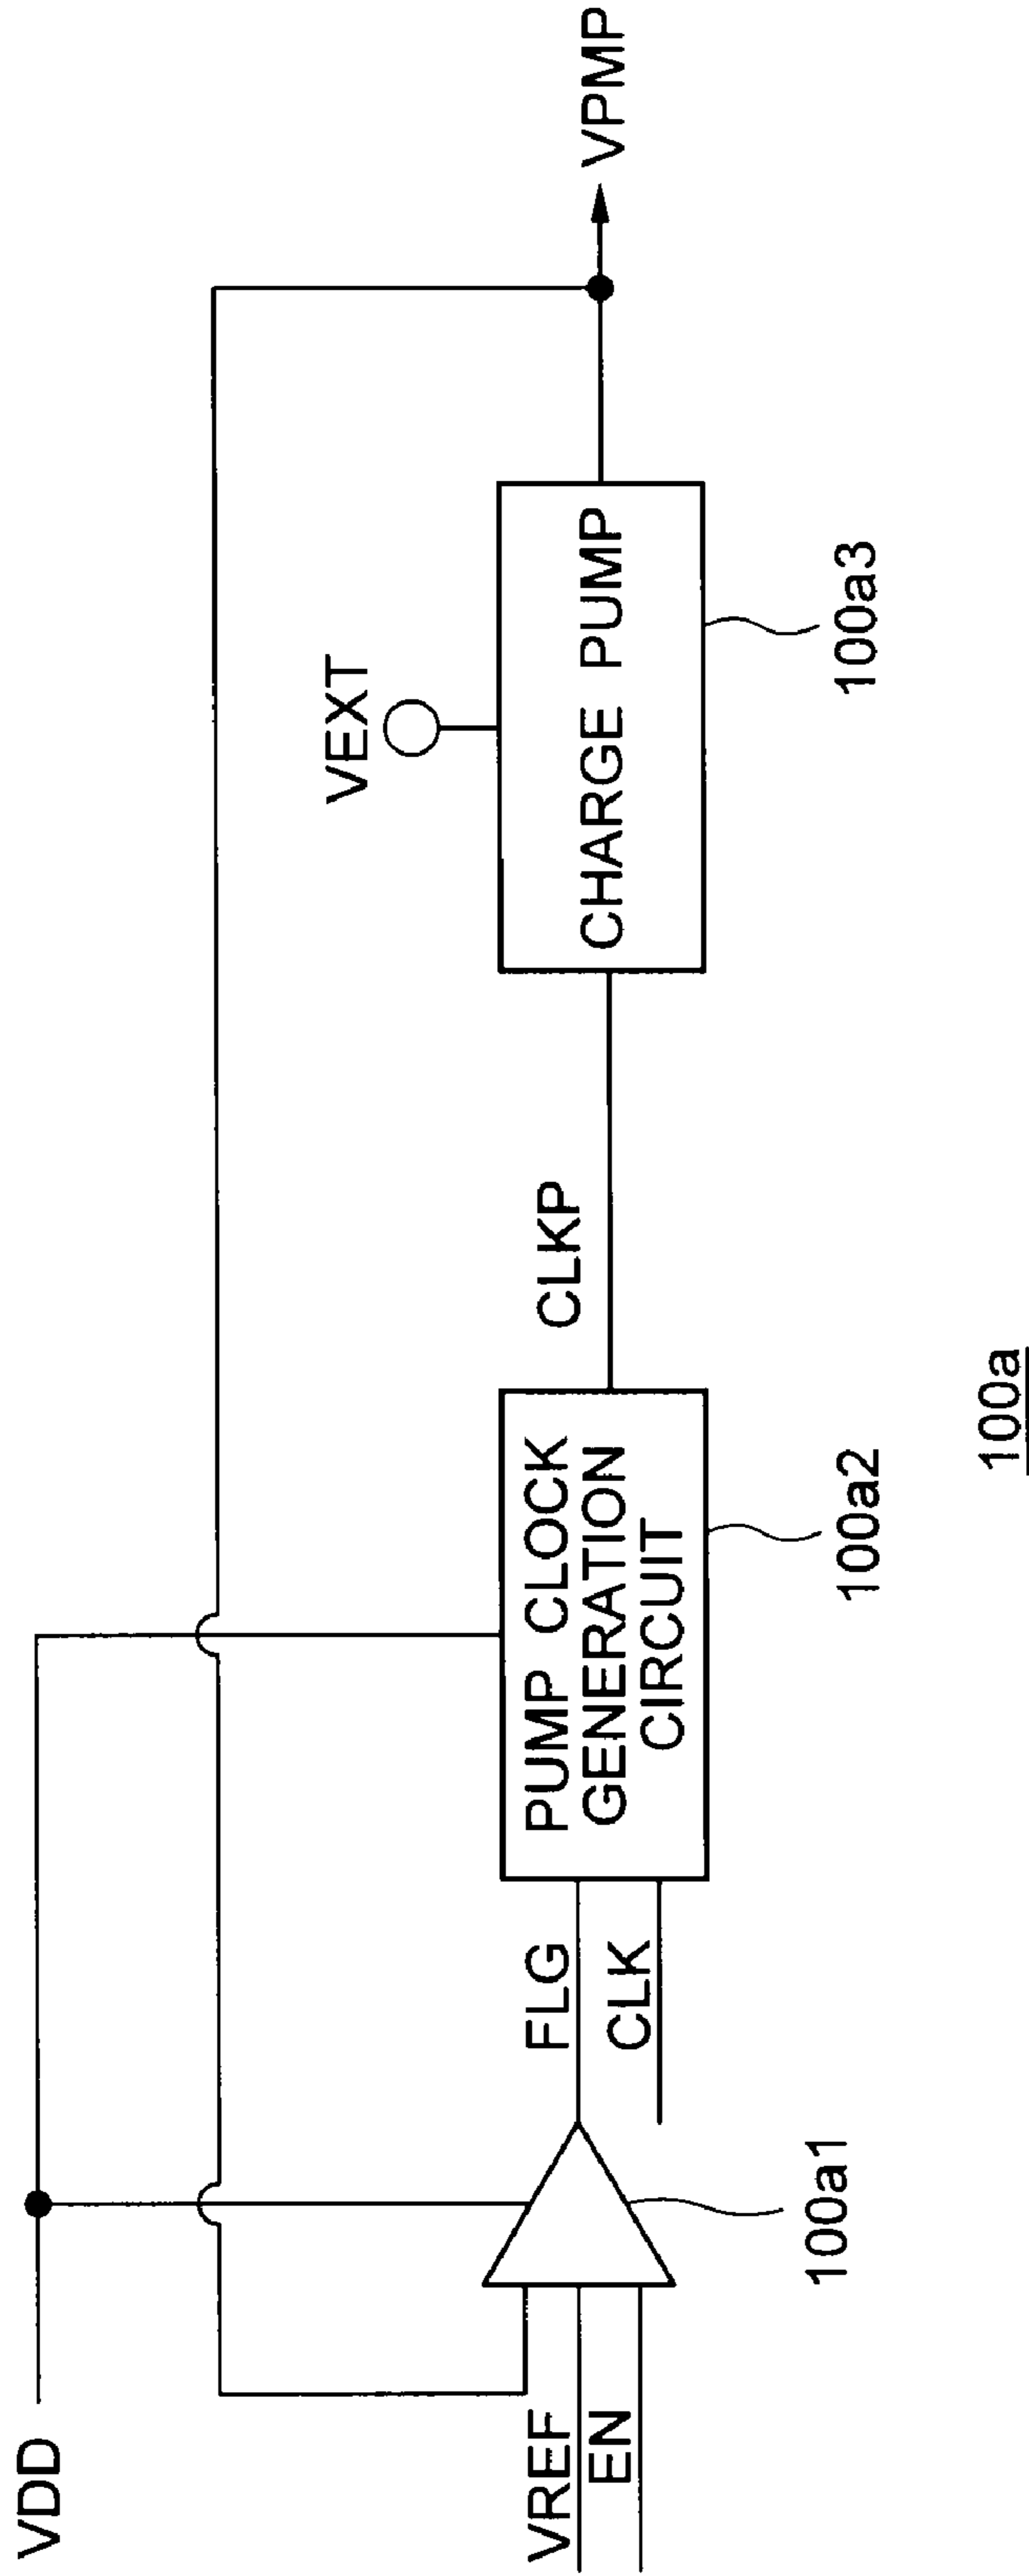 VDD
VREF
EN
100a1
FLG
CLK
PUMP CLOCK
GENERATION
CIRCUIT
100a2
CLKP
VEXT
CHARGE PUMP
100a3
VPMP
100a